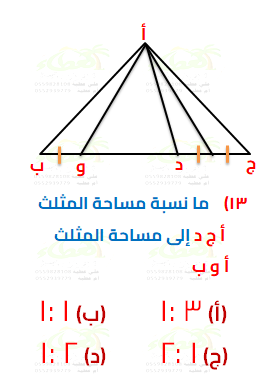 أ
ب و د ج
١٣) ما نسبة مساحة المثلث
أ ج د إلى مساحة المثلث
أ و ب
(أ) ٣ :١ (ب) ١ :١
(ج) ١ :٢ (د) ٢ :١